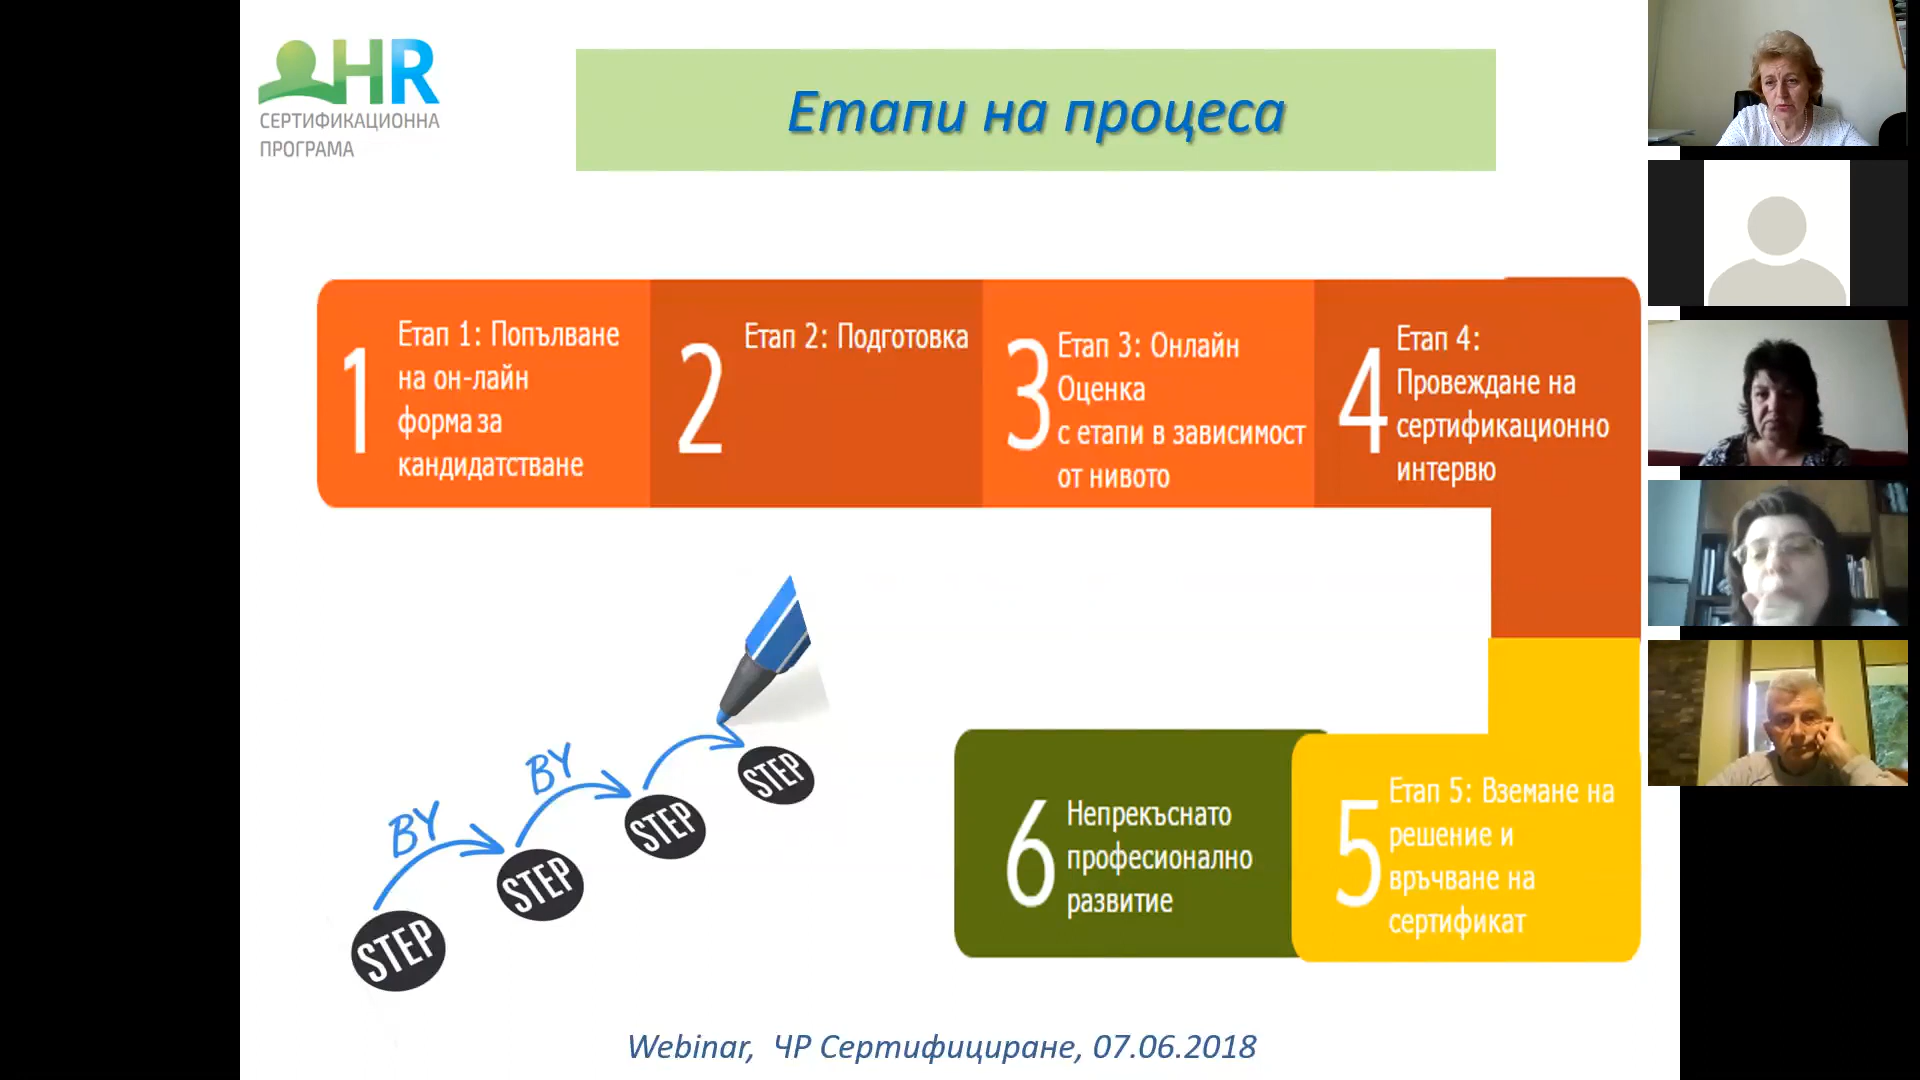 HR
СЕРТИФИКАЦИОННА
ПРОГРАМА
Етапи на процеса
1
Етап 1: Попълване
на он-лайн
форма за
кандидатстване
2
Етап 2: Подготовка
3
Етап 3: Онлайн
Оценка
с етапи в зависимост
от нивото
4
Етап 4:
Провеждане на
сертификационно
интервю
STEP
BY
STEP
BY
STEP
STEP
5
Етап 5: Вземане на
решение и
връчване на
сертификат
6
Непрекъснато
професионално
развитие
Webinar, ЧР Сертифициране, 07.06.2018